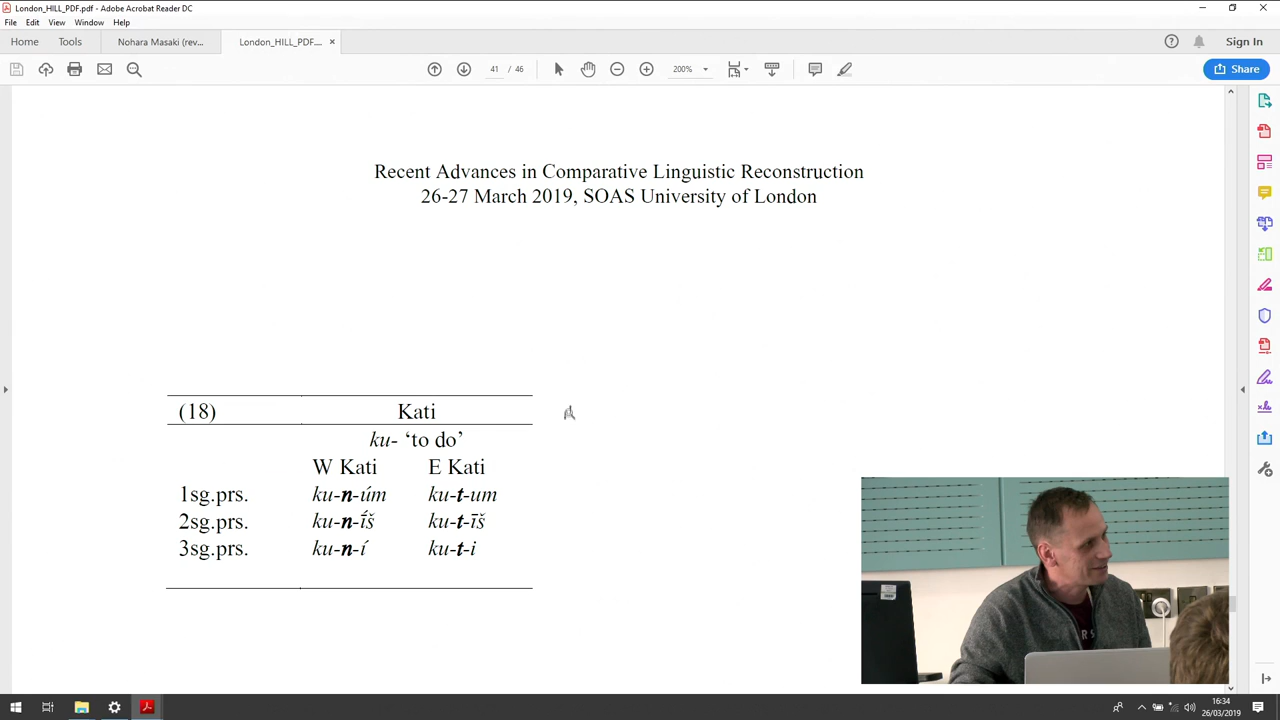 London_HILL_PDF.pdf - Adobe Acrobat Reader DC
File Edit View Window Help
Home Tools Nohara Masaki (rev... London_HILL_PDF.... × Sign In
41 / 46 200% Share
Recent Advances in Comparative Linguistic Reconstruction
26-27 March 2019, SOAS University of London
(18) Kati
ku- ‘to do’
W Kati E Kati
1sg.prs. ku-n-úm ku-t-um
2sg.prs. ku-n-ī́š ku-t-īš
3sg.prs. ku-n-í ku-t-i
16:34
26/03/2019